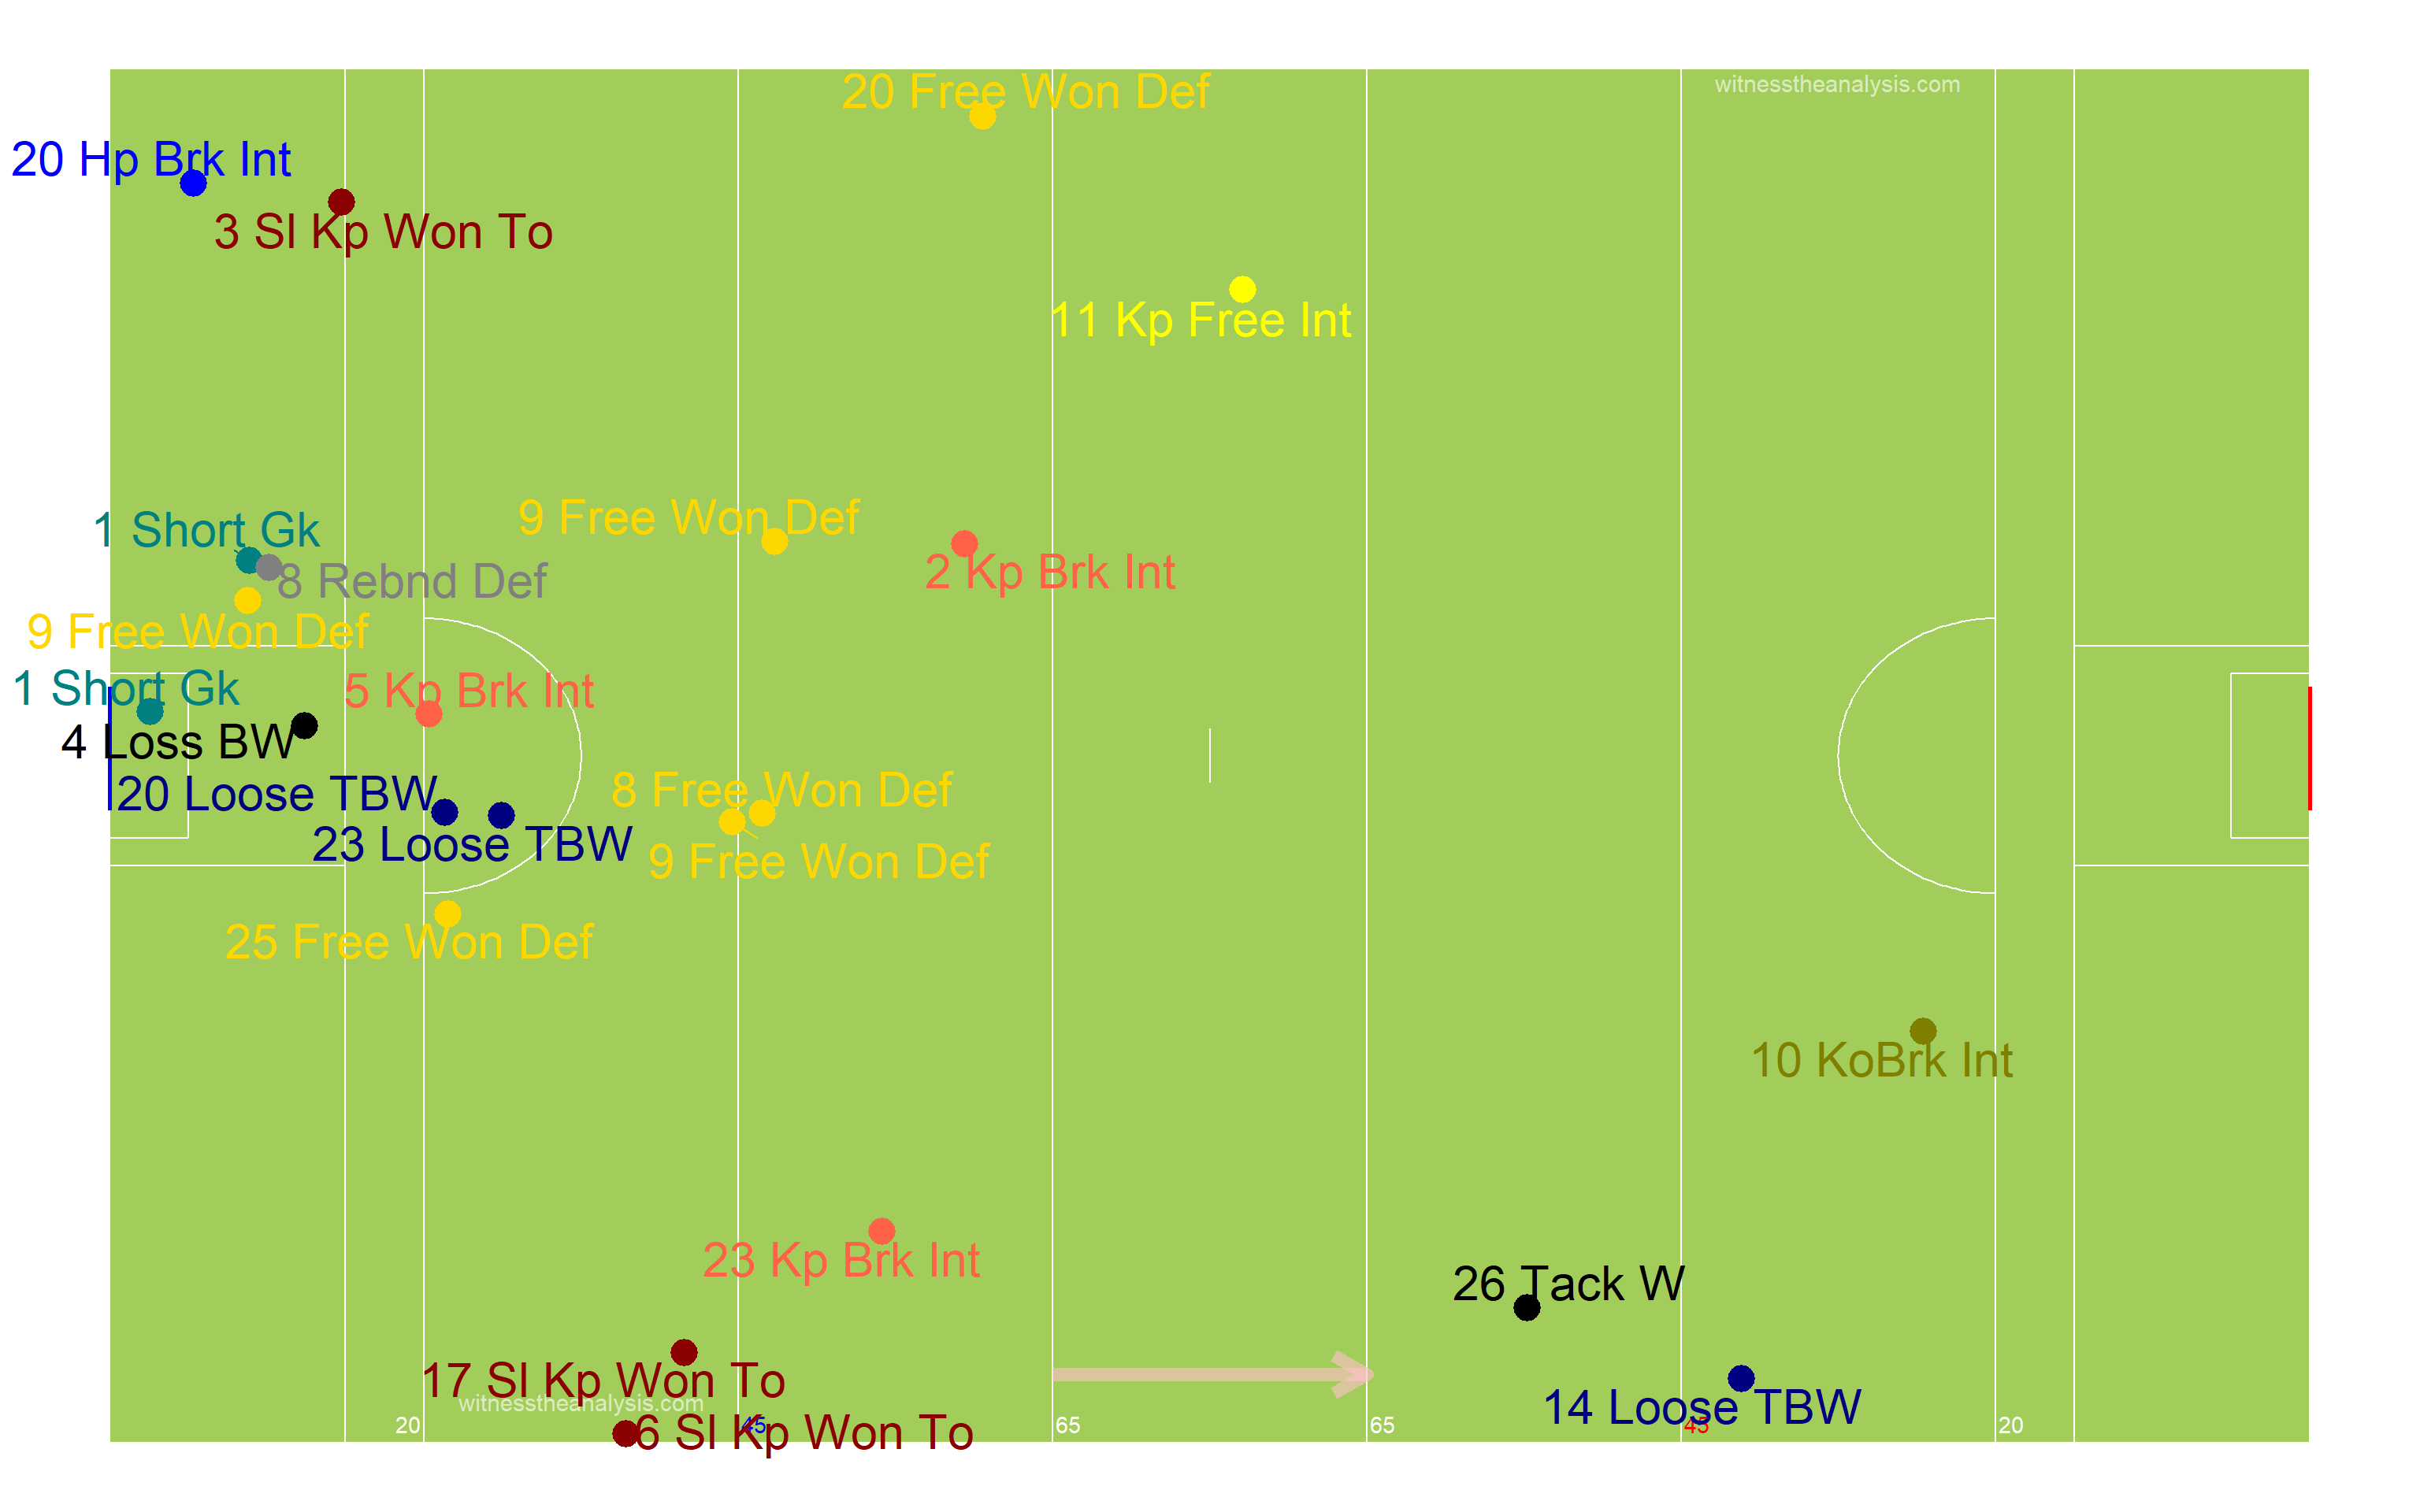 witnesstheanalysis.com
20 Free Won Def
20 Hp Brk Int
3 Sl Kp Won To
11 Kp Free Int
9 Free Won Def
1 Short Gk
2 Kp Brk Int
8 Rebnd Def
9 Free Won Def
1 Short Gk
5 Kp Brk Int
4 Loss BW
20 Loose TBW
8 Free Won Def
23 Loose TBW
9 Free Won Def
25 Free Won Def
10 KoBrk Int
23 Kp Brk Int
26 Tack W
17 Sl Kp Won To
witnesstheanalysis.com
14 Loose TBW
20
45
65
65
45
20
6 Sl Kp Won To